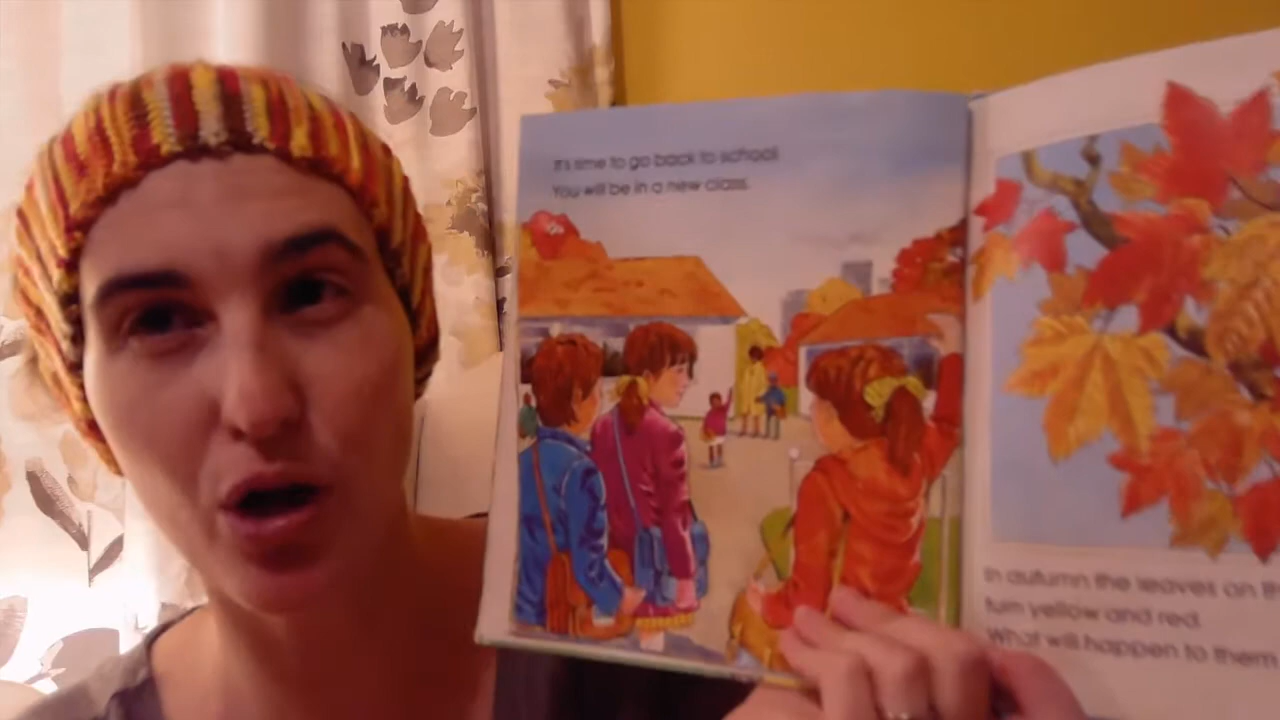 It's time to go back to school.
You will be in a new class.
In autumn the leaves on
turn yellow and red.
What will happen to them